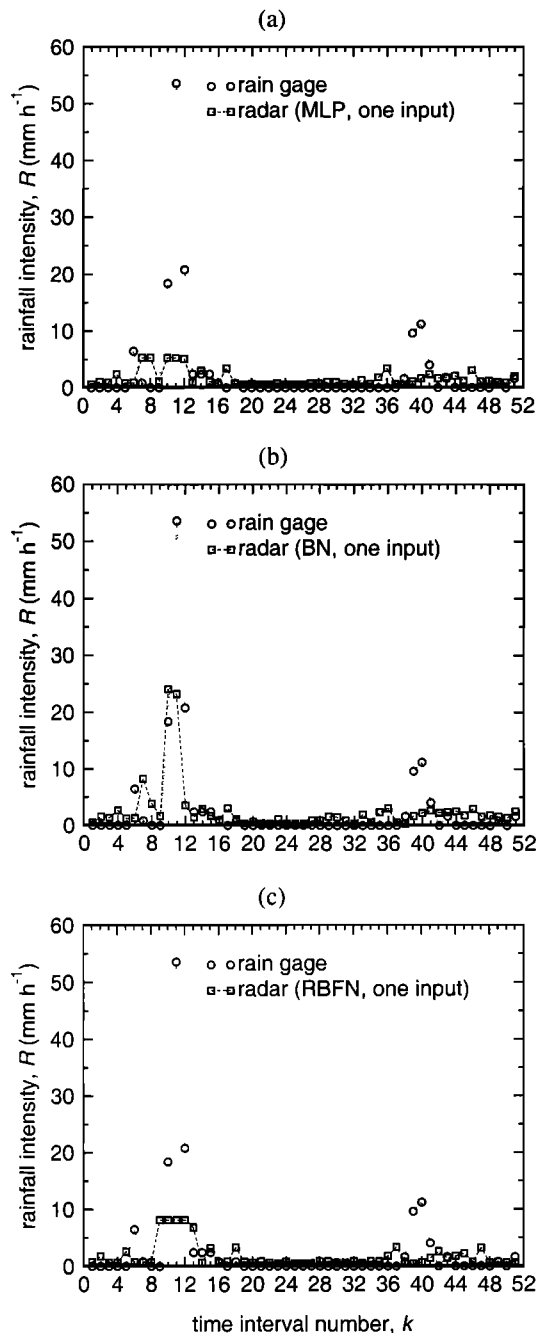 (a)
60
50
40
30
20
10
0
rainfall intensity, R (mm h⁻¹)
rain gage
radar (MLP, one input)
0 4 8 12 16 20 24 28 32 36 40 44 48 52
(b)
60
50
40
30
20
10
0
rainfall intensity, R (mm h⁻¹)
rain gage
radar (BN, one input)
0 4 8 12 16 20 24 28 32 36 40 44 48 52
(c)
60
50
40
30
20
10
0
rainfall intensity, R (mm h⁻¹)
rain gage
radar (RBFN, one input)
0 4 8 12 16 20 24 28 32 36 40 44 48 52
time interval number, k